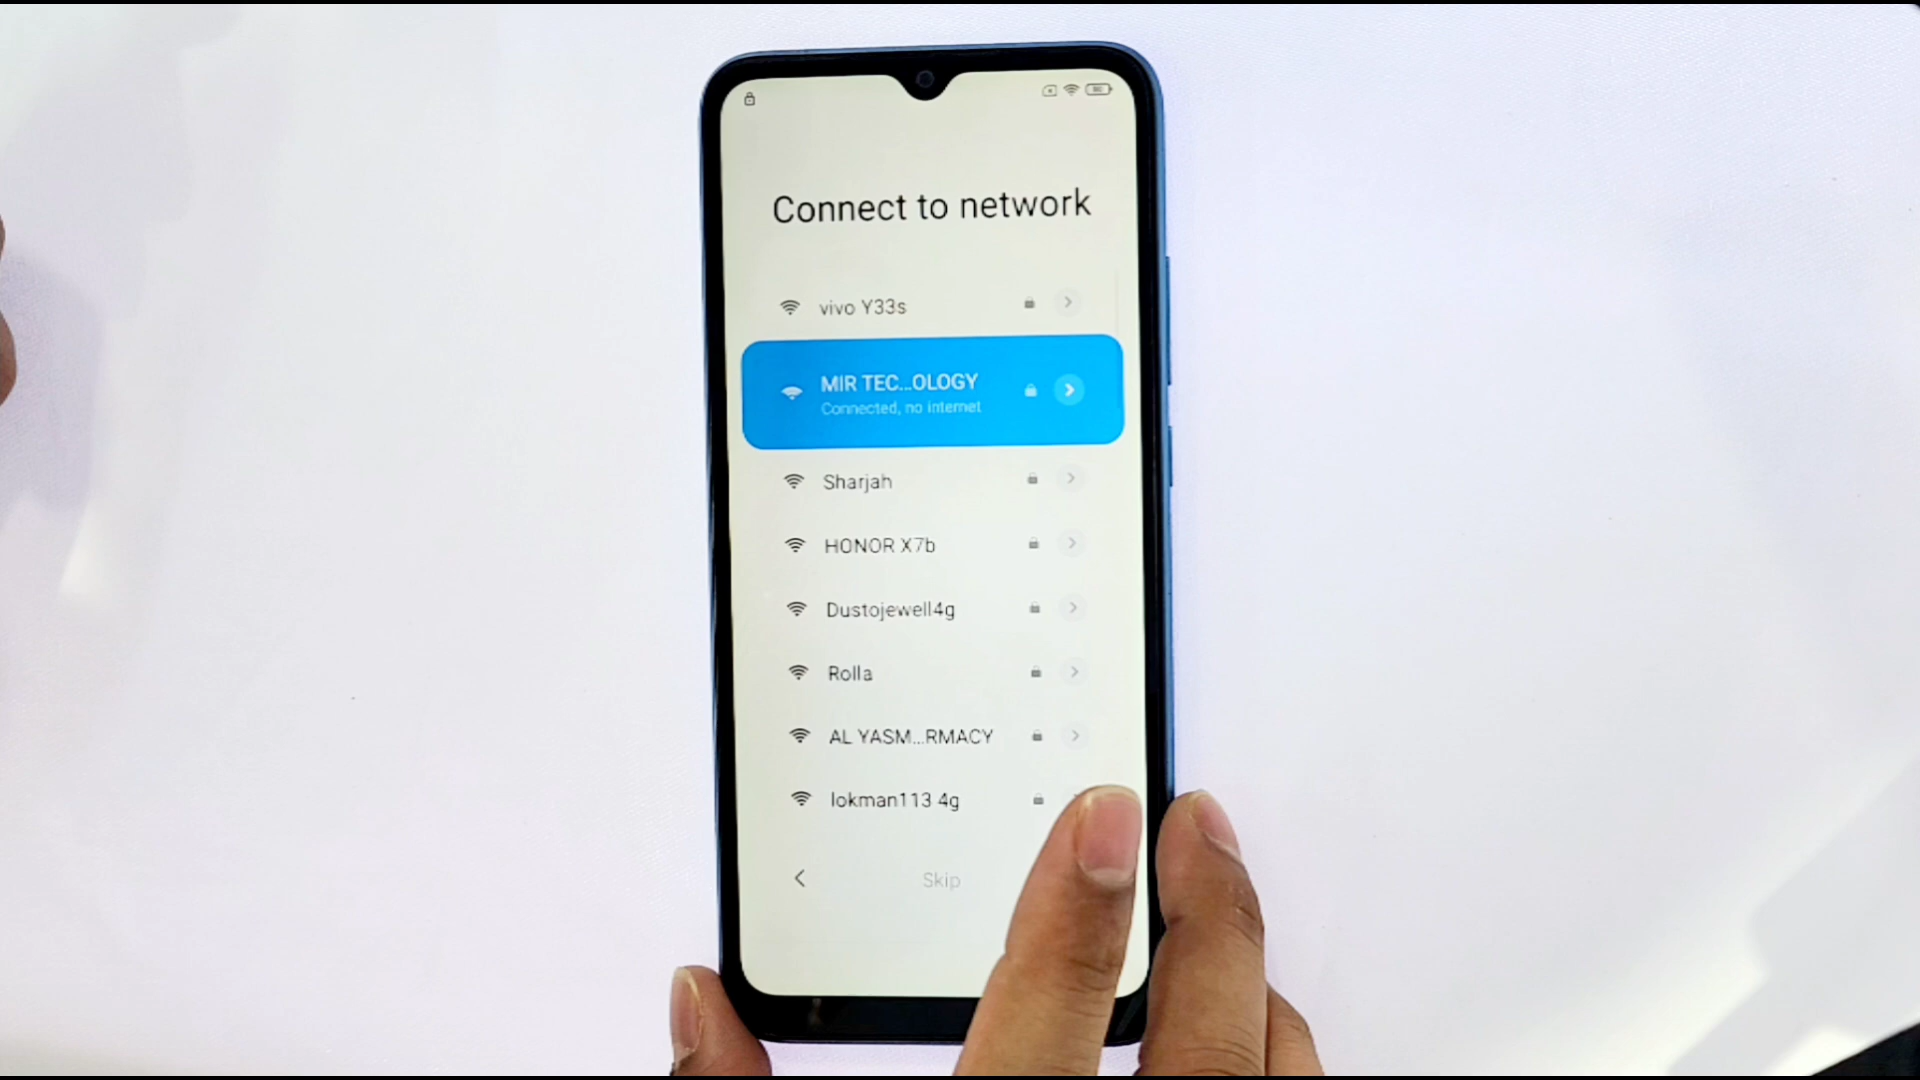 Connect to network
vivo Y33s
MIR TEC...OLOGY
Connected, no internet
Sharjah
HONOR X7b
Dustojewell4g
Rolla
AL YASM...RMACY
lokman113 4g
Skip